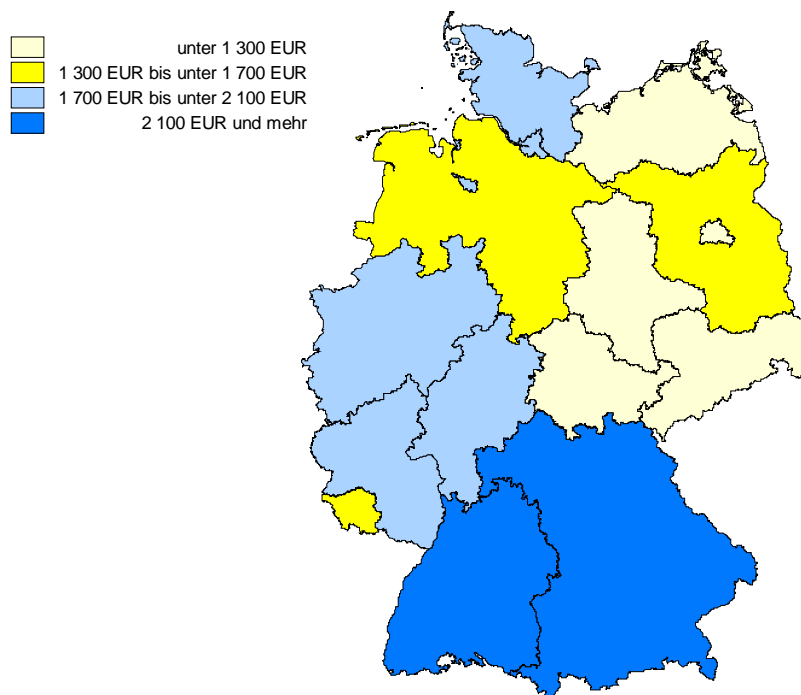 unter 1 300 EUR
1 300 EUR bis unter 1 700 EUR
1 700 EUR bis unter 2 100 EUR
2 100 EUR und mehr